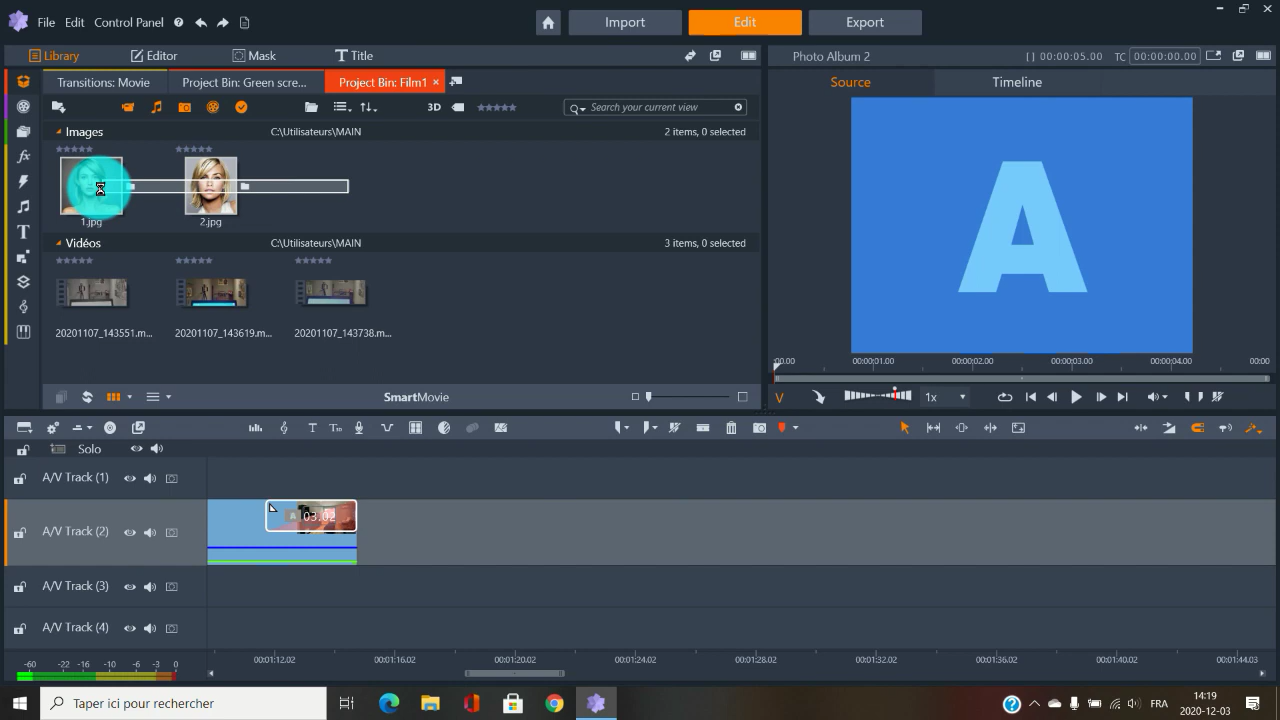 File Edit Control Panel ?
Import Edit Export
Library Editor Mask Title
Photo Album 2 [ ] 00:00:05.00 TC 00:00:00.00
Transitions: Movie Project Bin: Green scre... Project Bin: Film1 ×
Source Timeline
3D Search your current view
Images C:\Utilisateurs\MAIN 2 items, 0 selected
1.jpg 2.jpg
Vidéos C:\Utilisateurs\MAIN 3 items, 0 selected
20201107_143551.m... 20201107_143619.m... 20201107_143738.m...
A
:00.00 00:00:01.00 00:00:02.00 00:00:03.00 00:00:04.00 00:00
SmartMovie
V 1x
Solo
A/V Track (1)
A/V Track (2)
A 03.02
A/V Track (3)
A/V Track (4)
-60 -22 -16 -10 -6 -3 0
00:01:12.02 00:01:16.02 00:01:20.02 00:01:24.02 00:01:28.02 00:01:32.02 00:01:36.02 00:01:40.02 00:01:44.03
Taper ici pour rechercher
FRA
14:19
2020-12-03